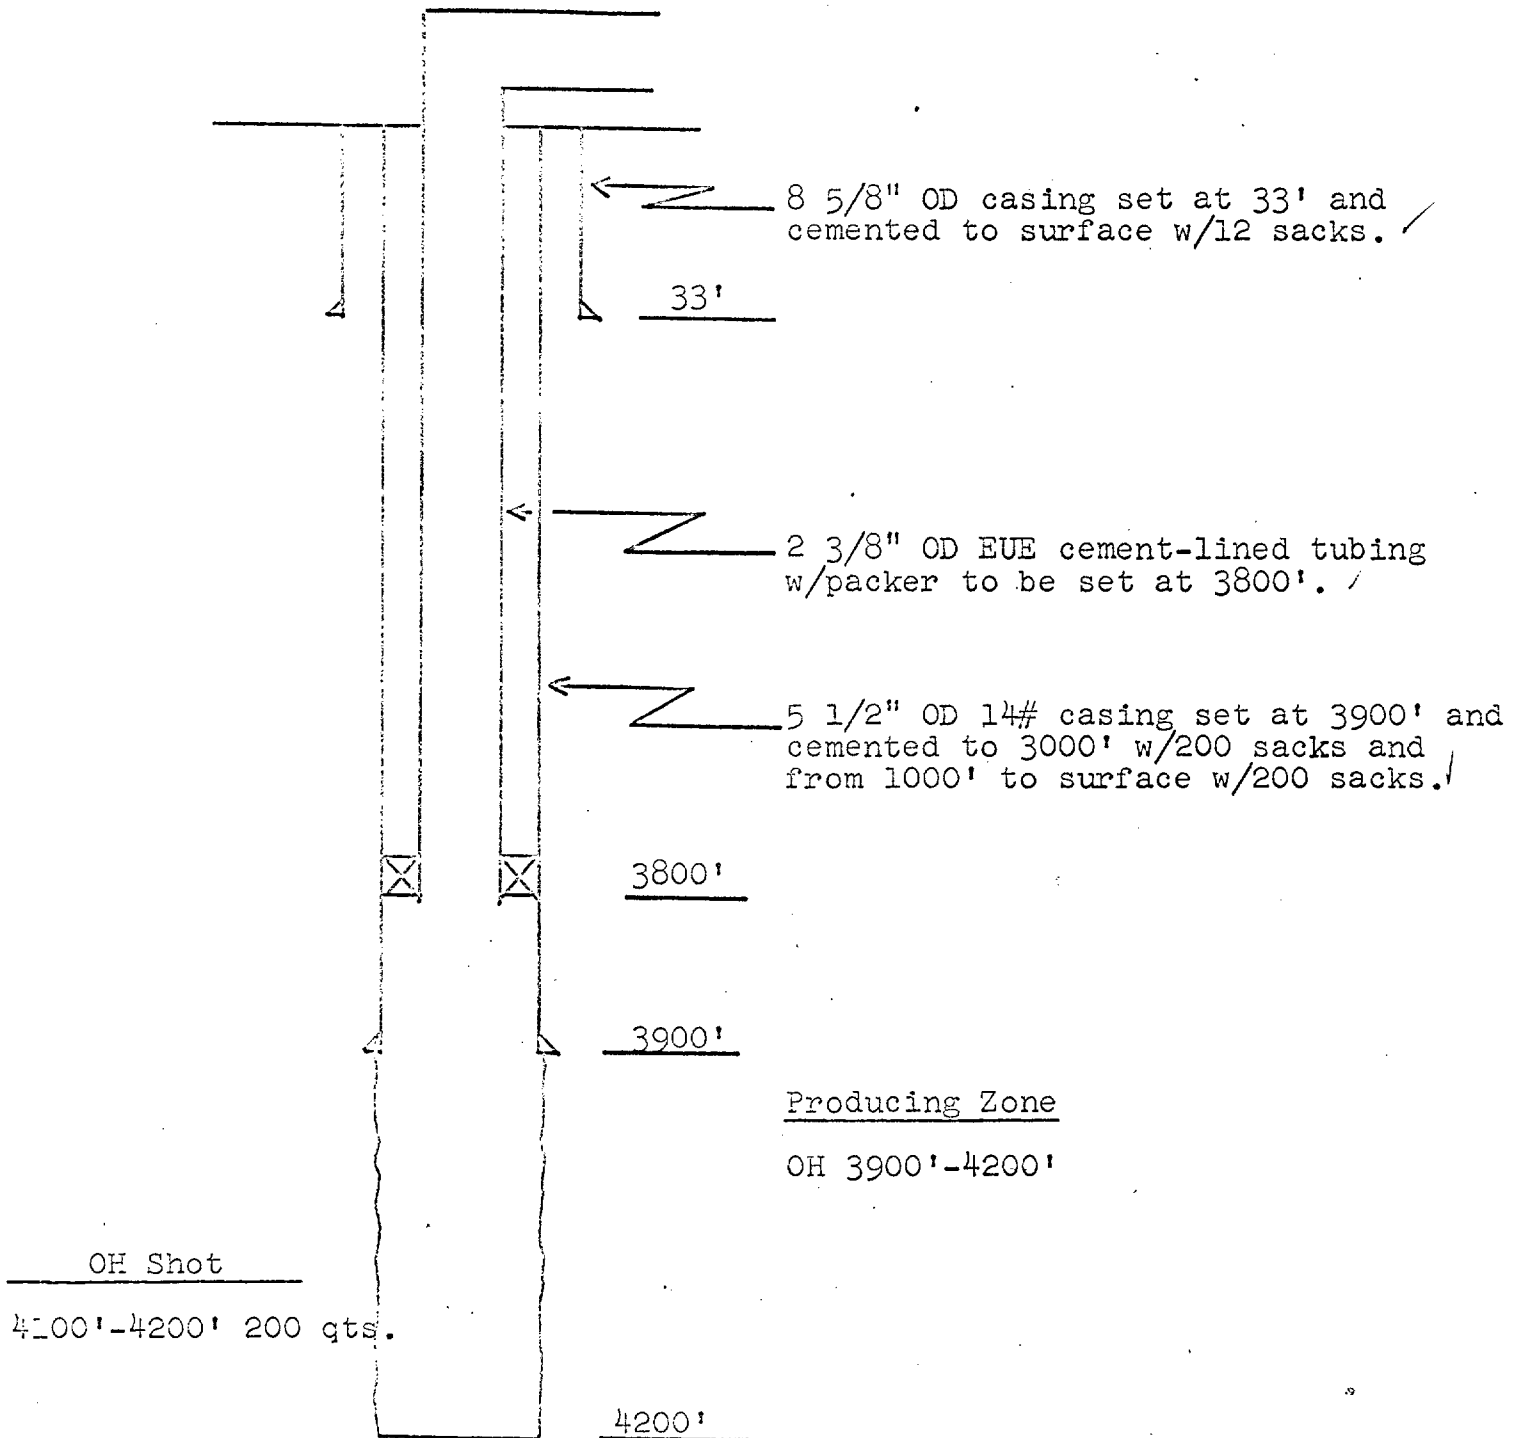 8 5/8" OD casing set at 33' and
cemented to surface w/12 sacks.
33'
2 3/8" OD EUE cement-lined tubing
w/packer to be set at 3800'.
5 1/2" OD 14# casing set at 3900' and
cemented to 3000' w/200 sacks and
from 1000' to surface w/200 sacks.
3800'
3900'
Producing Zone
OH 3900'-4200'
OH Shot
4100'-4200' 200 qts.
4200'